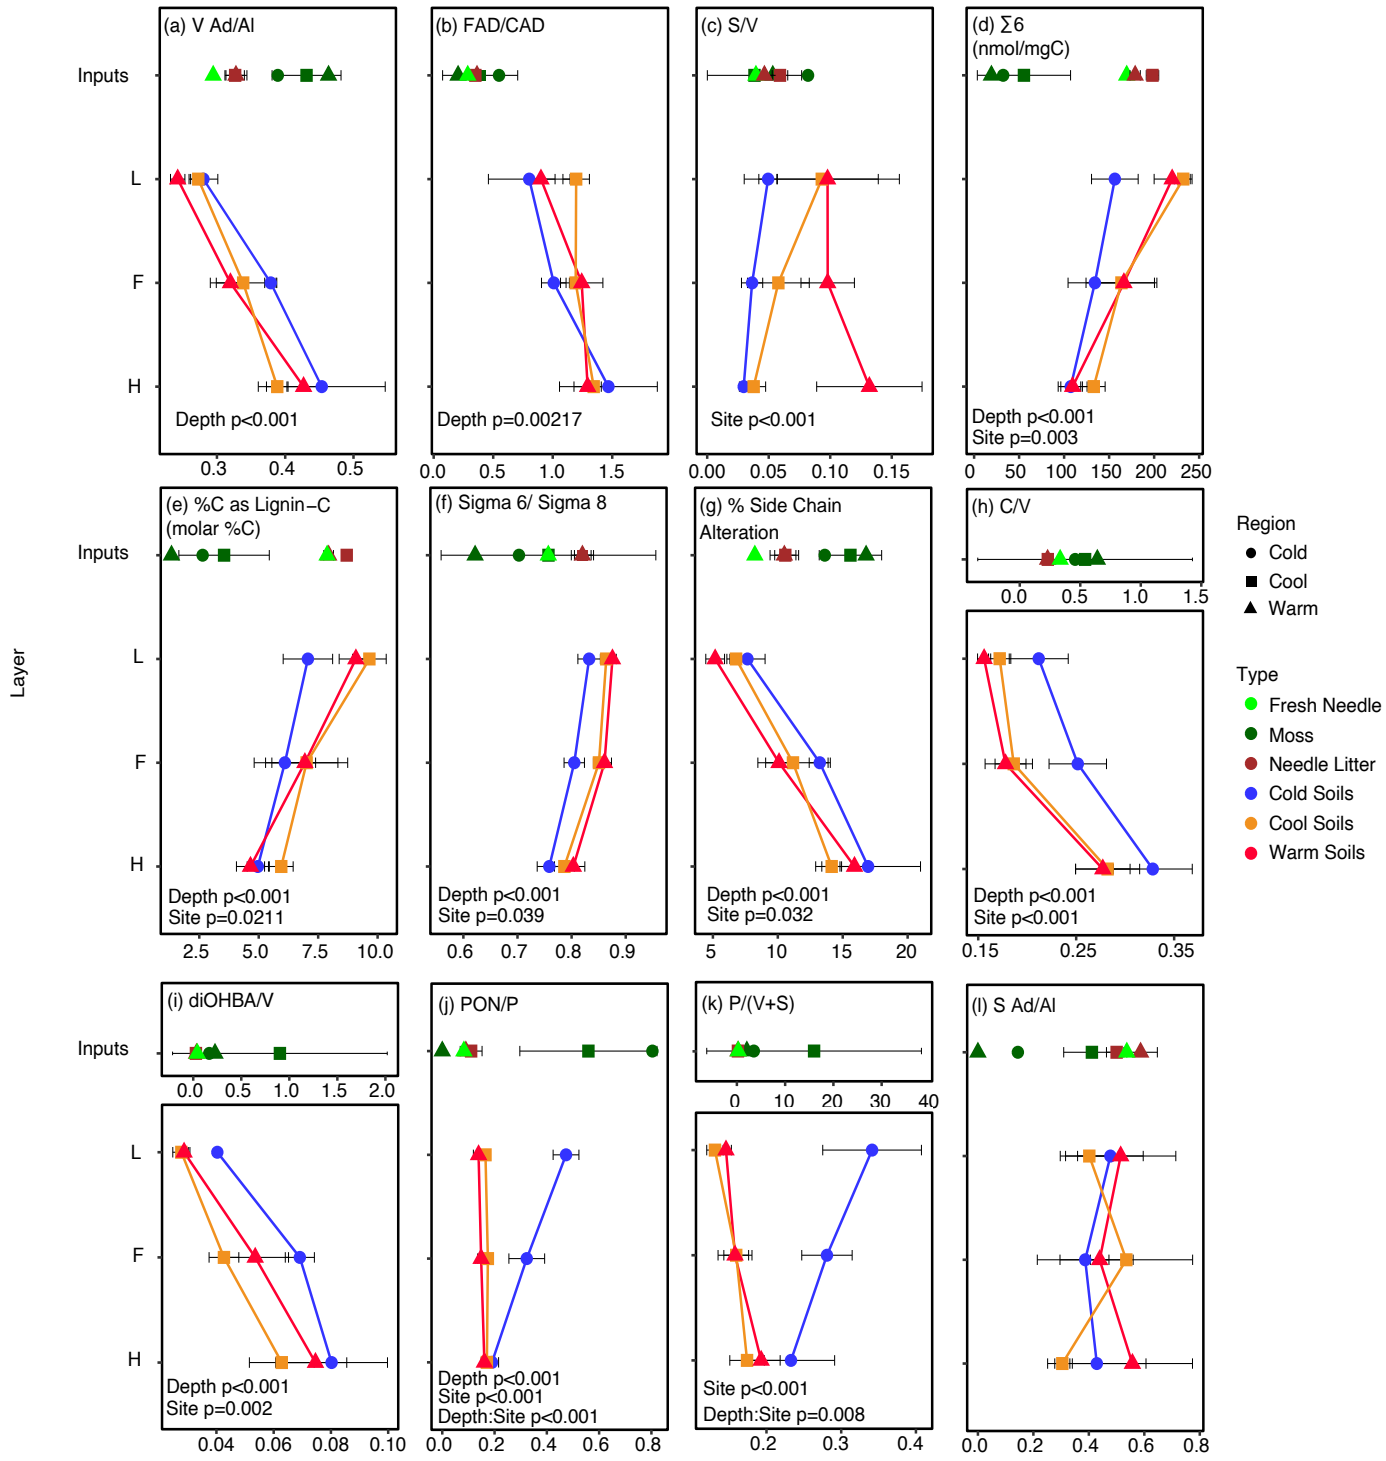 (a) V Ad/Al
(b) FAD/CAD
(c) S/V
(d) ∑6
(nmol/mgC)
Inputs
L
F
H
Depth p<0.001
Depth p=0.00217
Site p<0.001
Depth p<0.001
Site p=0.003
0.3 0.4 0.5
0.0 0.5 1.0 1.5
0.00 0.05 0.10 0.15
0 50 100 150 200 250
(e) %C as Lignin−C
(molar %C)
(f) Sigma 6/ Sigma 8
(g) % Side Chain
Alteration
(h) C/V
Inputs
0.0 0.5 1.0 1.5
L
F
H
Depth p<0.001
Site p=0.0211
Depth p<0.001
Site p=0.039
Depth p<0.001
Site p=0.032
Depth p<0.001
Site p<0.001
2.5 5.0 7.5 10.0
0.6 0.7 0.8 0.9
5 10 15 20
0.15 0.25 0.35
Layer
Region
Cold
Cool
Warm
Type
Fresh Needle
Moss
Needle Litter
Cold Soils
Cool Soils
Warm Soils
(i) diOHBA/V
(j) PON/P
(k) P/(V+S)
(l) S Ad/Al
Inputs
0.0 0.5 1.0 2.0
0 10 20 30 40
L
F
H
Depth p<0.001
Site p=0.002
Depth p<0.001
Site p<0.001
Depth:Site p<0.001
Site p<0.001
Depth:Site p=0.008
0.04 0.06 0.08 0.10
0.0 0.2 0.4 0.6 0.8
0.2 0.3 0.4
0.0 0.2 0.4 0.6 0.8